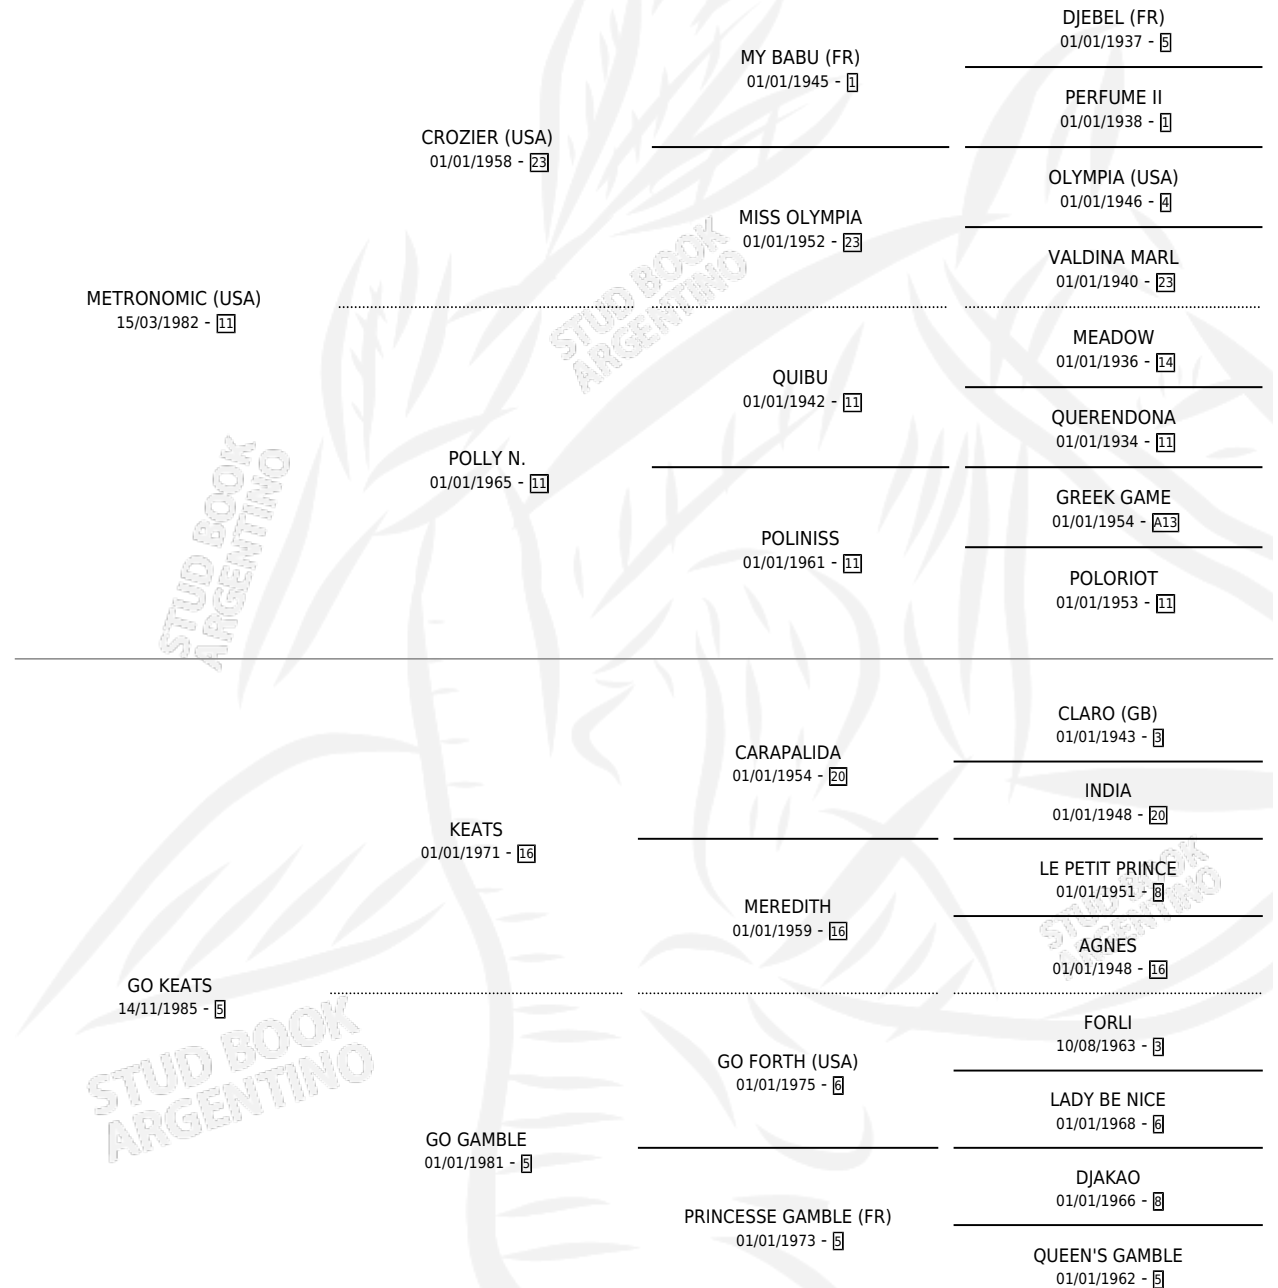 DJEBEL (FR)
01/01/1937 - 5
MY BABU (FR)
01/01/1945 - 1
PERFUME II
01/01/1938 - 1
CROZIER (USA)
01/01/1958 - 23
OLYMPIA (USA)
01/01/1946 - 4
MISS OLYMPIA
01/01/1952 - 23
VALDINA MARL
01/01/1940 - 23
METRONOMIC (USA)
15/03/1982 - 11
MEADOW
01/01/1936 - 14
QUIBU
01/01/1942 - 11
QUERENDONA
01/01/1934 - 11
POLLY N.
01/01/1965 - 11
GREEK GAME
01/01/1954 - A13
POLINISS
01/01/1961 - 11
POLORIOT
01/01/1953 - 11
STUD BOOK
ARGENTINO
STUD BOOK
ARGENTINO
CLARO (GB)
01/01/1943 - 3
CARAPALIDA
01/01/1954 - 20
INDIA
01/01/1948 - 20
KEATS
01/01/1971 - 16
LE PETIT PRINCE
01/01/1951 - 8
MEREDITH
01/01/1959 - 16
AGNES
01/01/1948 - 16
STUD BOOK
ARGENTINO
GO KEATS
14/11/1985 - 5
FORLI
10/08/1963 - 3
GO FORTH (USA)
01/01/1975 - 6
LADY BE NICE
01/01/1968 - 6
STUD BOOK
ARGENTINO
GO GAMBLE
01/01/1981 - 5
DJAKAO
01/01/1966 - 8
PRINCESSE GAMBLE (FR)
01/01/1973 - 5
QUEEN'S GAMBLE
01/01/1962 - 5